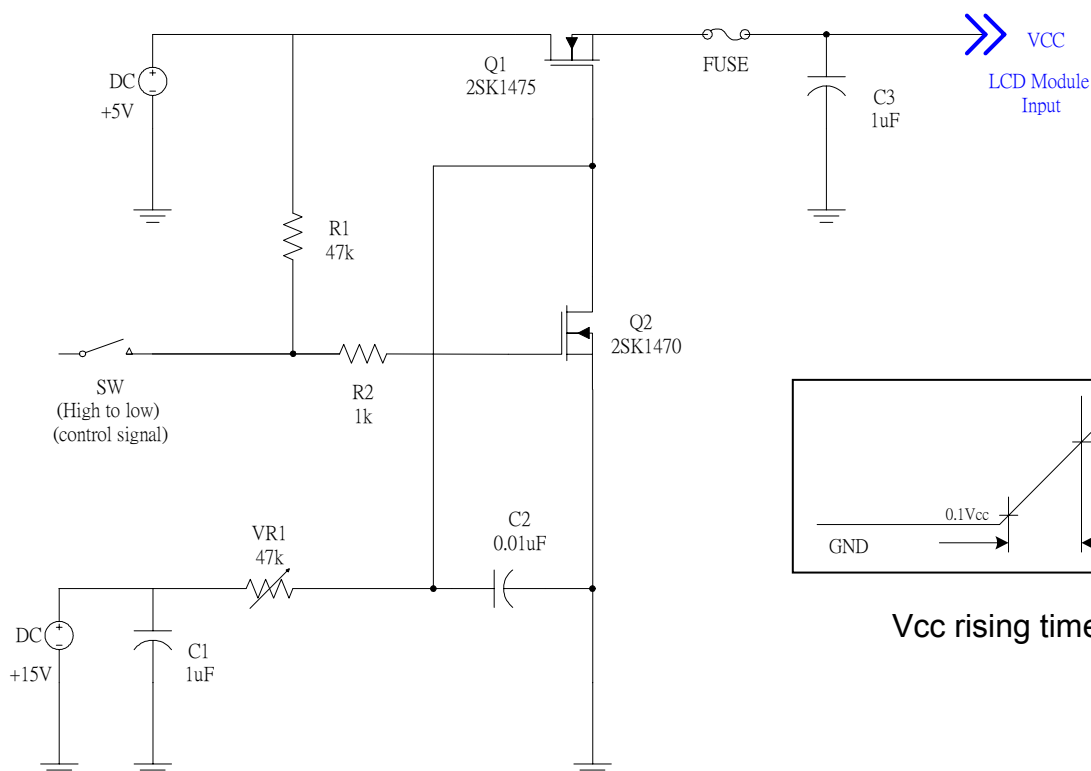 DC
+5V
Q1
2SK1475
FUSE
VCC
LCD Module
Input
C3
1uF
R1
47k
Q2
2SK1470
SW
(High to low)
(control signal)
R2
1k
VR1
47k
C2
0.01uF
0.1Vcc
GND
Vcc rising time
DC
+15V
C1
1uF